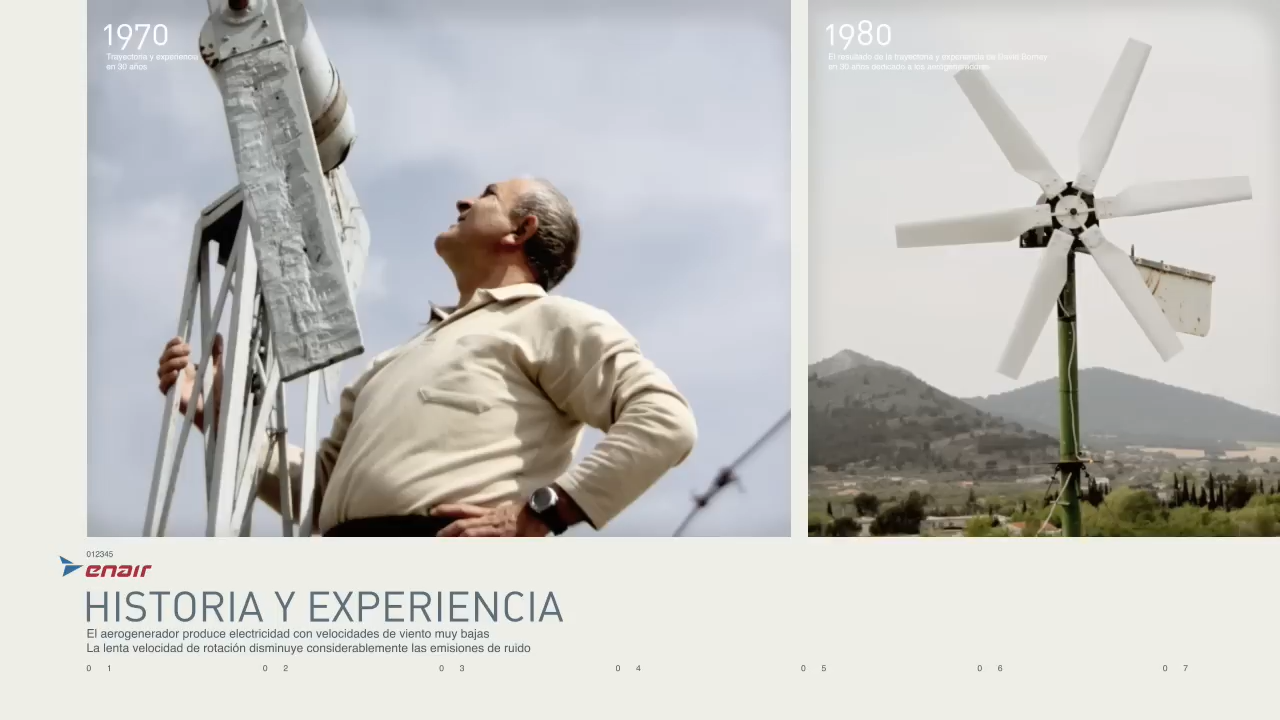 1970
Trayectoria y experiencia
en 30 años
1980
El resultado de la trayectoria y experiencia de David Bornay
en 30 años dedicado a los aerogeneradores
012345
enair
HISTORIA Y EXPERIENCIA
El aerogenerador produce electricidad con velocidades de viento muy bajas
La lenta velocidad de rotación disminuye considerablemente las emisiones de ruido
0 1 0 2 0 3 0 4 0 5 0 6 0 7